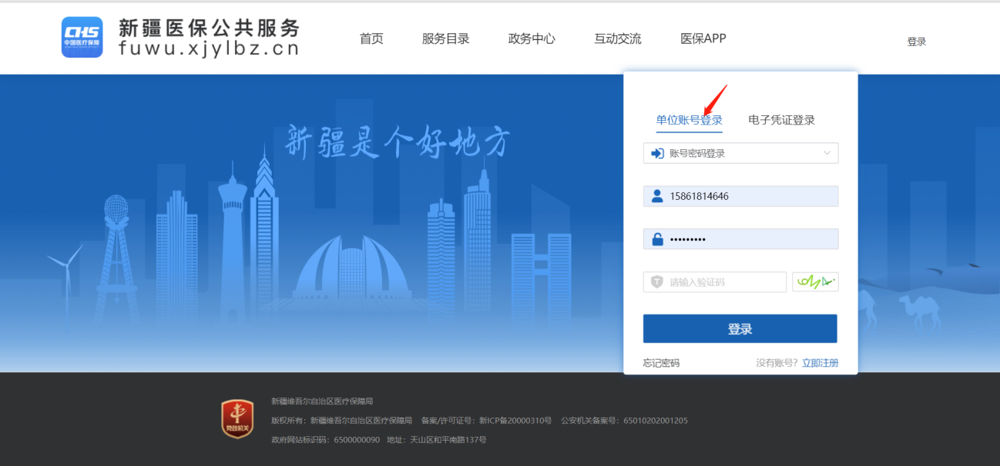 CHS
中国医疗保障
新疆医保公共服务
fuwu.xjylbz.cn
首页 服务目录 政务中心 互动交流 医保APP 登录
新疆是个好地方
单位账号登录 电子凭证登录
账号密码登录
15861814646
•••••••••
请输入验证码
登录
忘记密码 没有账号? 立即注册
党政机关
新疆维吾尔自治区医疗保障局
版权所有：新疆维吾尔自治区医疗保障局 备案/许可证号：新ICP备20000310号 公安机关备案号：65010202001205
政府网站标识码：6500000090 地址：天山区和平南路137号